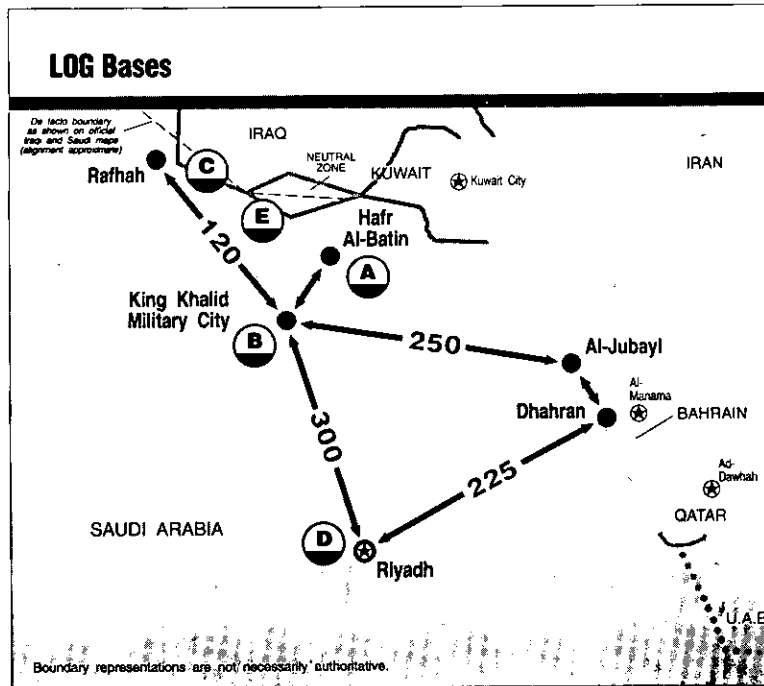 LOG Bases
De facto boundary
as shown on official
Iraqi and Saudi maps
(alignment approximate)
IRAQ
IRAN
Rafhah
C
NEUTRAL
ZONE
KUWAIT
Kuwait City
E
Hafr
Al-Batin
A
120
King Khalid
Military City
B
250
Al-Jubayl
Al-
Manama
Dhahran
BAHRAIN
300
225
Ad-
Dawhah
QATAR
SAUDI ARABIA
D
Riyadh
U.A.E
Boundary representations are not necessarily authoritative.